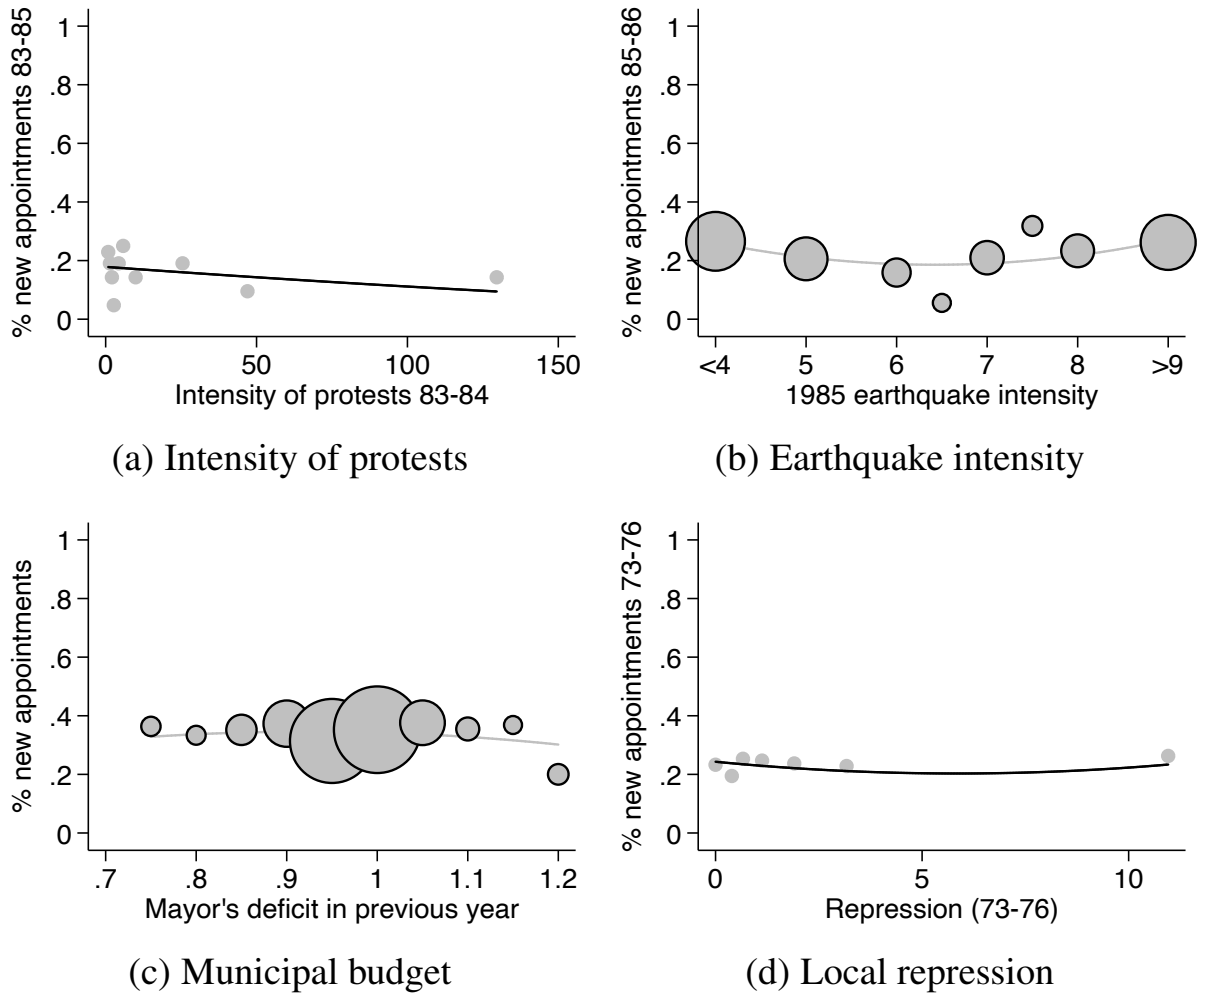 % new appointments 83-85
1
.8
.6
.4
.2
0
0 50 100 150
Intensity of protests 83-84
(a) Intensity of protests
% new appointments 85-86
1
.8
.6
.4
.2
0
<4 5 6 7 8 >9
1985 earthquake intensity
(b) Earthquake intensity
% new appointments
1
.8
.6
.4
.2
0
.7 .8 .9 1 1.1 1.2
Mayor's deficit in previous year
(c) Municipal budget
% new appointments 73-76
1
.8
.6
.4
.2
0
0 5 10
Repression (73-76)
(d) Local repression